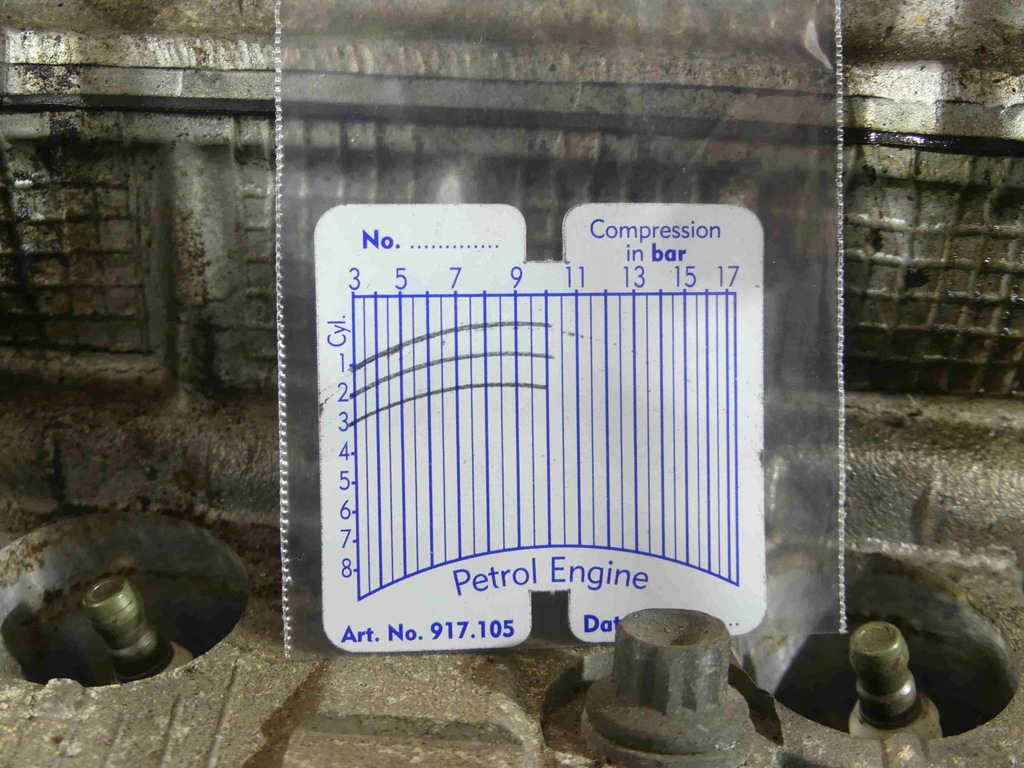 No. .............
Compression
in bar
3 5 7 9 11 13 15 17
Cyl.
1
2
3
4
5
6
7
8
Petrol Engine
Art. No. 917.105